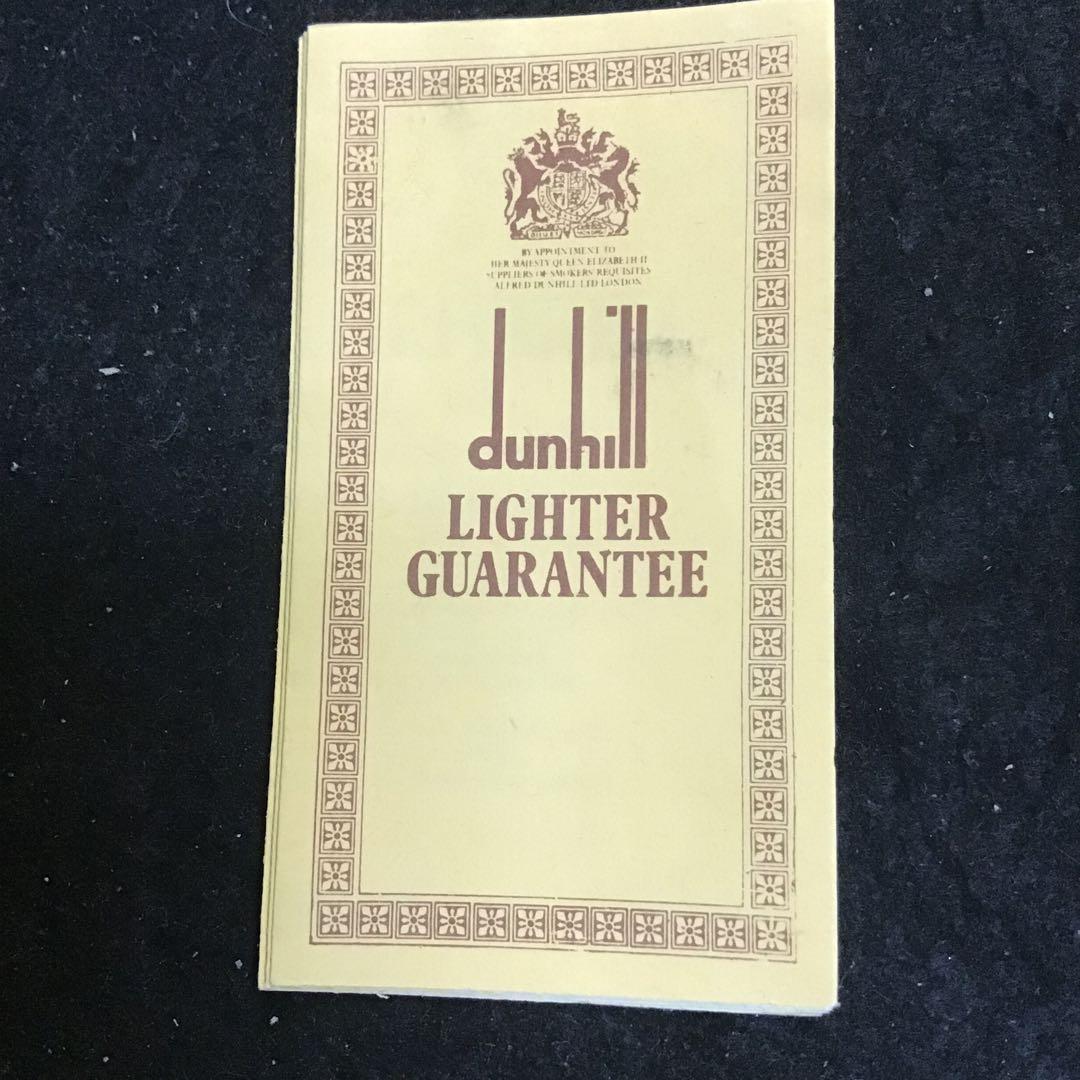 BY APPOINTMENT TO
HER MAJESTY QUEEN ELIZABETH II
SUPPLIERS OF SMOKERS' REQUISITES
ALFRED DUNHILL LTD LONDON
dunhill
LIGHTER
GUARANTEE